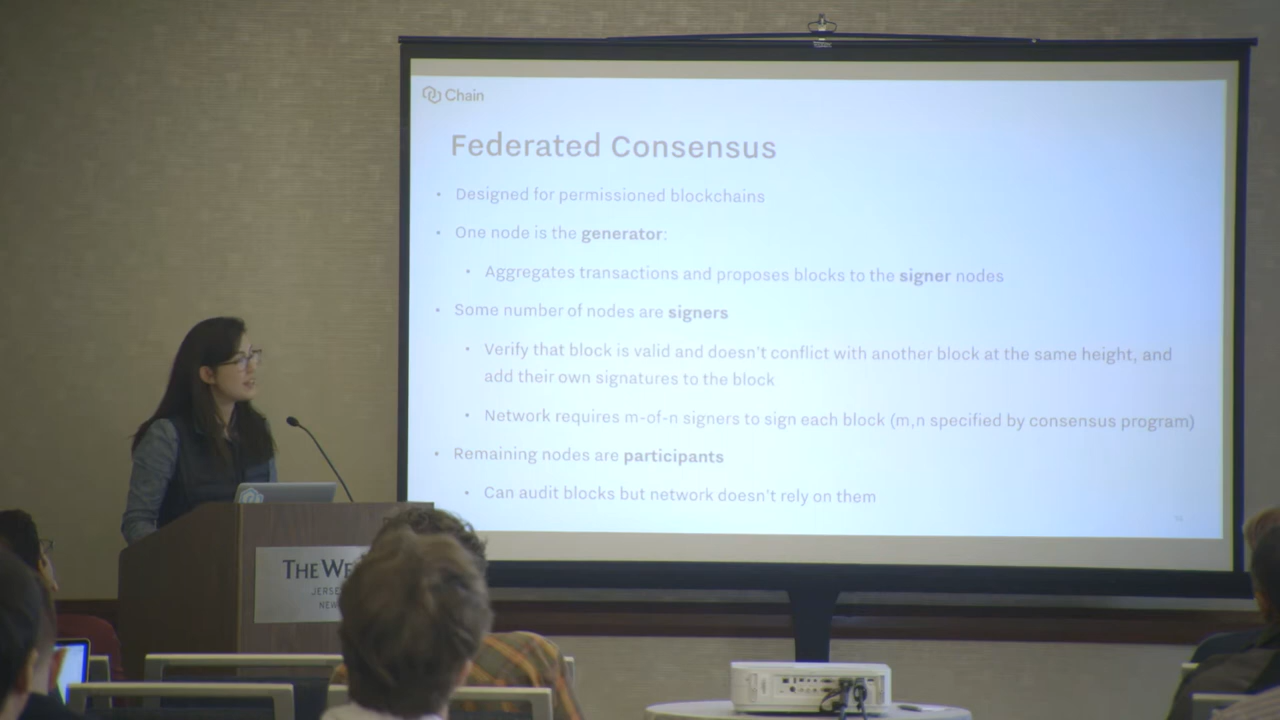 Chain
Federated Consensus
• Designed for permissioned blockchains
• One node is the generator:
• Aggregates transactions and proposes blocks to the signer nodes
• Some number of nodes are signers
• Verify that block is valid and doesn't conflict with another block at the same height, and
add their own signatures to the block
• Network requires m-of-n signers to sign each block (m,n specified by consensus program)
• Remaining nodes are participants
• Can audit blocks but network doesn't rely on them
THE WE
JERSE
NEW